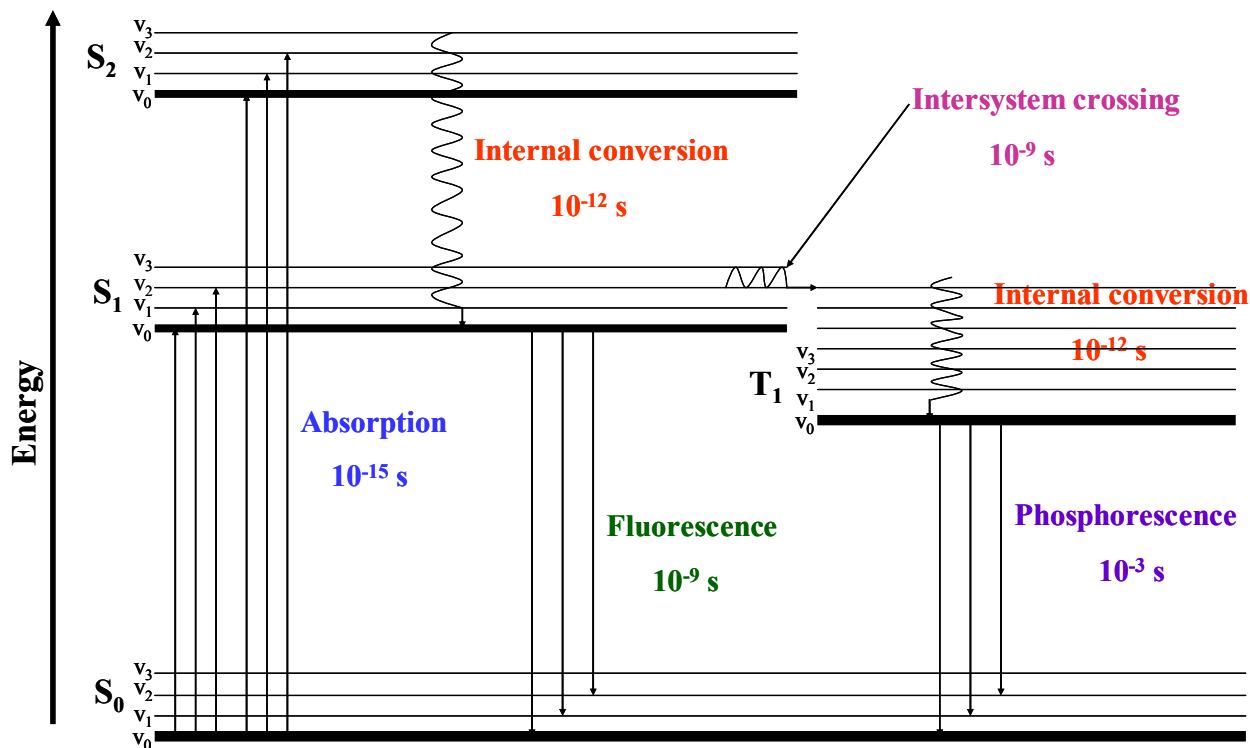 v₃
v₂
S₂
v₁
v₀
Intersystem crossing
10⁻⁹ s
Internal conversion
10⁻¹² s
v₃
v₂
S₁
v₁
v₀
Internal conversion
10⁻¹² s
v₃
v₂
T₁
v₁
v₀
Energy
Absorption
10⁻¹⁵ s
Fluorescence
10⁻⁹ s
Phosphorescence
10⁻³ s
v₃
v₂
S₀
v₁
v₀